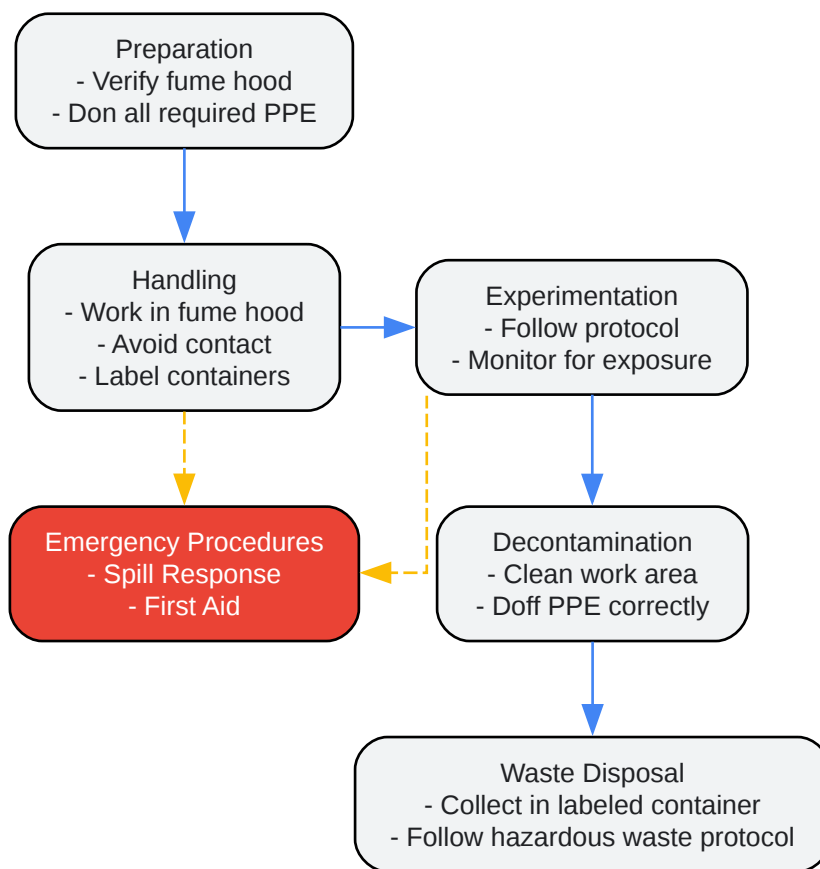 Preparation
- Verify fume hood
- Don all required PPE
Handling
- Work in fume hood
- Avoid contact
- Label containers
Experimentation
- Follow protocol
- Monitor for exposure
Emergency Procedures
- Spill Response
- First Aid
Decontamination
- Clean work area
- Doff PPE correctly
Waste Disposal
- Collect in labeled container
- Follow hazardous waste protocol